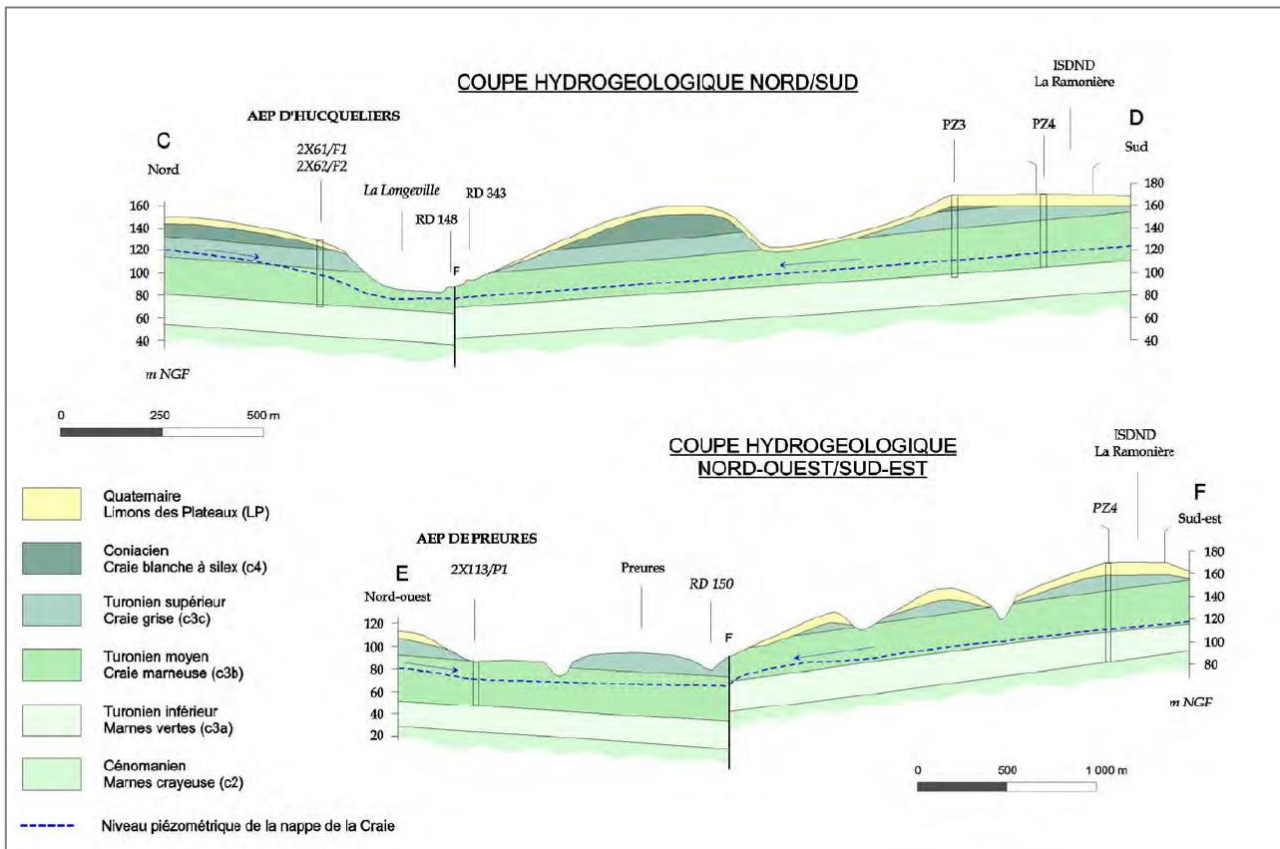 COUPE HYDROGEOLOGIQUE NORD/SUD
ISDND
La Ramonière
AEP D'HUCQUELIERS
C
Nord
2X61/F1
2X62/F2
La Longeville
RD 148
RD 343
F
PZ3
PZ4
D
Sud
160
140
120
100
80
60
40
m NGF
180
160
140
120
100
80
60
40
0
250
500 m
COUPE HYDROGEOLOGIQUE
NORD-OUEST/SUD-EST
ISDND
La Ramonière
AEP DE PREURES
E
Nord-ouest
2X113/P1
Preures
RD 150
F
PZ4
F
Sud-est
120
100
80
60
40
20
180
160
140
120
100
80
m NGF
0
500
1 000 m
Quaternaire
Limons des Plateaux (LP)
Coniacien
Craie blanche à silex (c4)
Turonien supérieur
Craie grise (c3c)
Turonien moyen
Craie marneuse (c3b)
Turonien inférieur
Marnes vertes (c3a)
Cénomanien
Marnes crayeuse (c2)
Niveau piézométrique de la nappe de la Craie